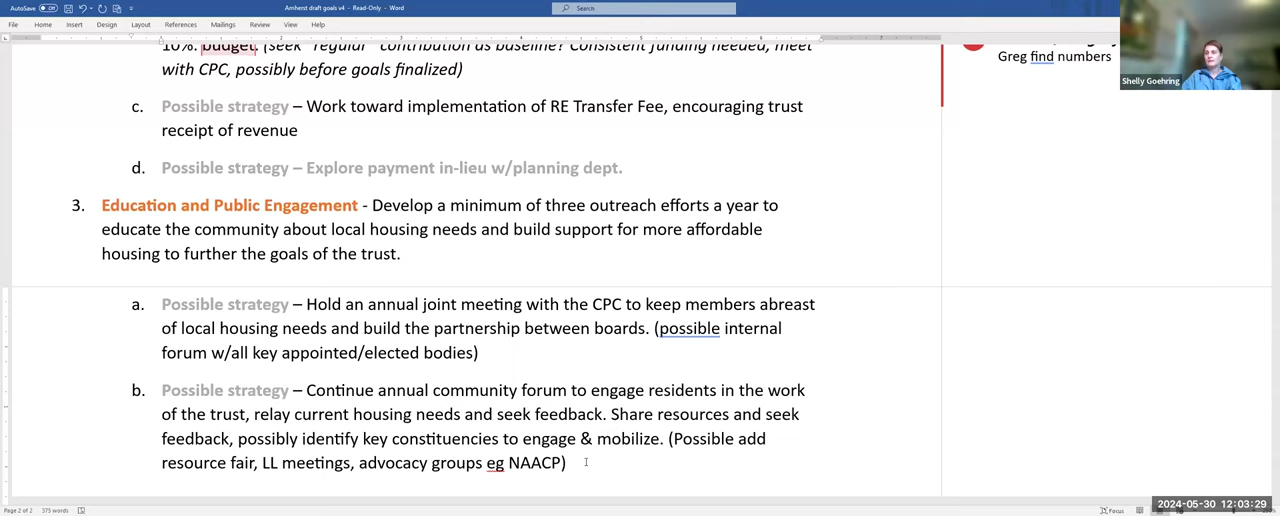 AutoSave Off
Amherst draft goals v4 - Read-Only - Word
Search
File Home Insert Design Layout References Mailings Review View Help
10%. budget (seek "regular" contribution as baseline? Consistent funding needed, meet
with CPC, possibly before goals finalized)
c. Possible strategy – Work toward implementation of RE Transfer Fee, encouraging trust
receipt of revenue
d. Possible strategy – Explore payment in-lieu w/planning dept.
3. Education and Public Engagement - Develop a minimum of three outreach efforts a year to
educate the community about local housing needs and build support for more affordable
housing to further the goals of the trust.
a. Possible strategy – Hold an annual joint meeting with the CPC to keep members abreast
of local housing needs and build the partnership between boards. (possible internal
forum w/all key appointed/elected bodies)
b. Possible strategy – Continue annual community forum to engage residents in the work
of the trust, relay current housing needs and seek feedback. Share resources and seek
feedback, possibly identify key constituencies to engage & mobilize. (Possible add
resource fair, LL meetings, advocacy groups eg NAACP)
Greg find numbers
Shelly Goehring
Page 2 of 2 375 words
Focus
2024-05-30 12:03:29